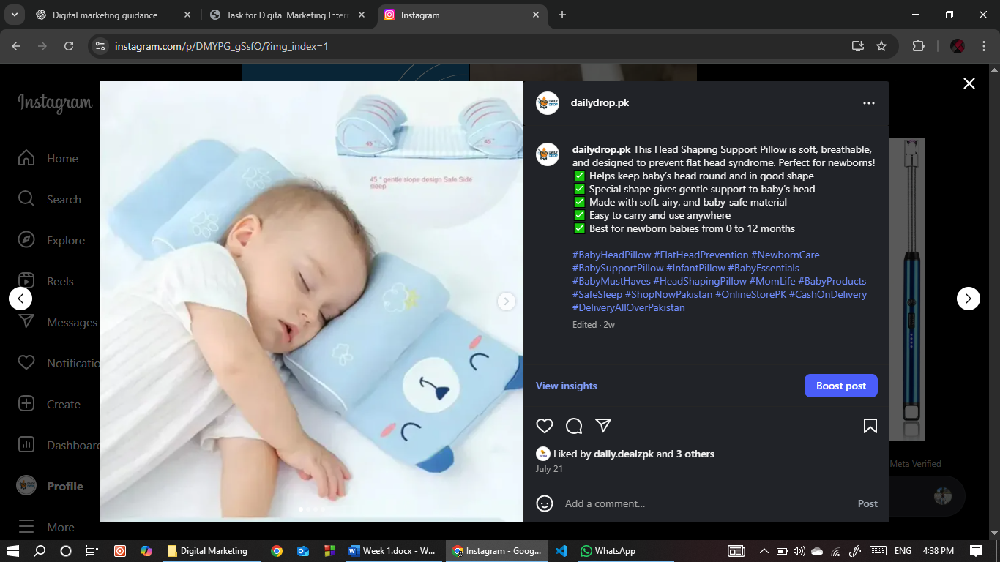 Digital marketing guidance
Task for Digital Marketing Inter
Instagram
instagram.com/p/DMYPG_gSsfO/?img_index=1
Instagram
Home
Search
Explore
Reels
Messages
Notificatio
Create
Dashboard
Profile
More
45 °
45 °
45 ° gentle slope design Safe Side
sleep
DAILY
DROP
dailydrop.pk
dailydrop.pk This Head Shaping Support Pillow is soft, breathable,
and designed to prevent flat head syndrome. Perfect for newborns!
✅ Helps keep baby’s head round and in good shape
✅ Special shape gives gentle support to baby’s head
✅ Made with soft, airy, and baby-safe material
✅ Easy to carry and use anywhere
✅ Best for newborn babies from 0 to 12 months
#BabyHeadPillow #FlatHeadPrevention #NewbornCare
#BabySupportPillow #InfantPillow #BabyEssentials
#BabyMustHaves #HeadShapingPillow #MomLife #BabyProducts
#SafeSleep #ShopNowPakistan #OnlineStorePK #CashOnDelivery
#DeliveryAllOverPakistan
Edited · 2w
View insights
Boost post
Liked by daily.dealzpk and 3 others
July 21
Add a comment...
Post
Meta Verified
Digital Marketing
Week 1.docx - W...
Instagram - Goog...
WhatsApp
ENG
4:38 PM